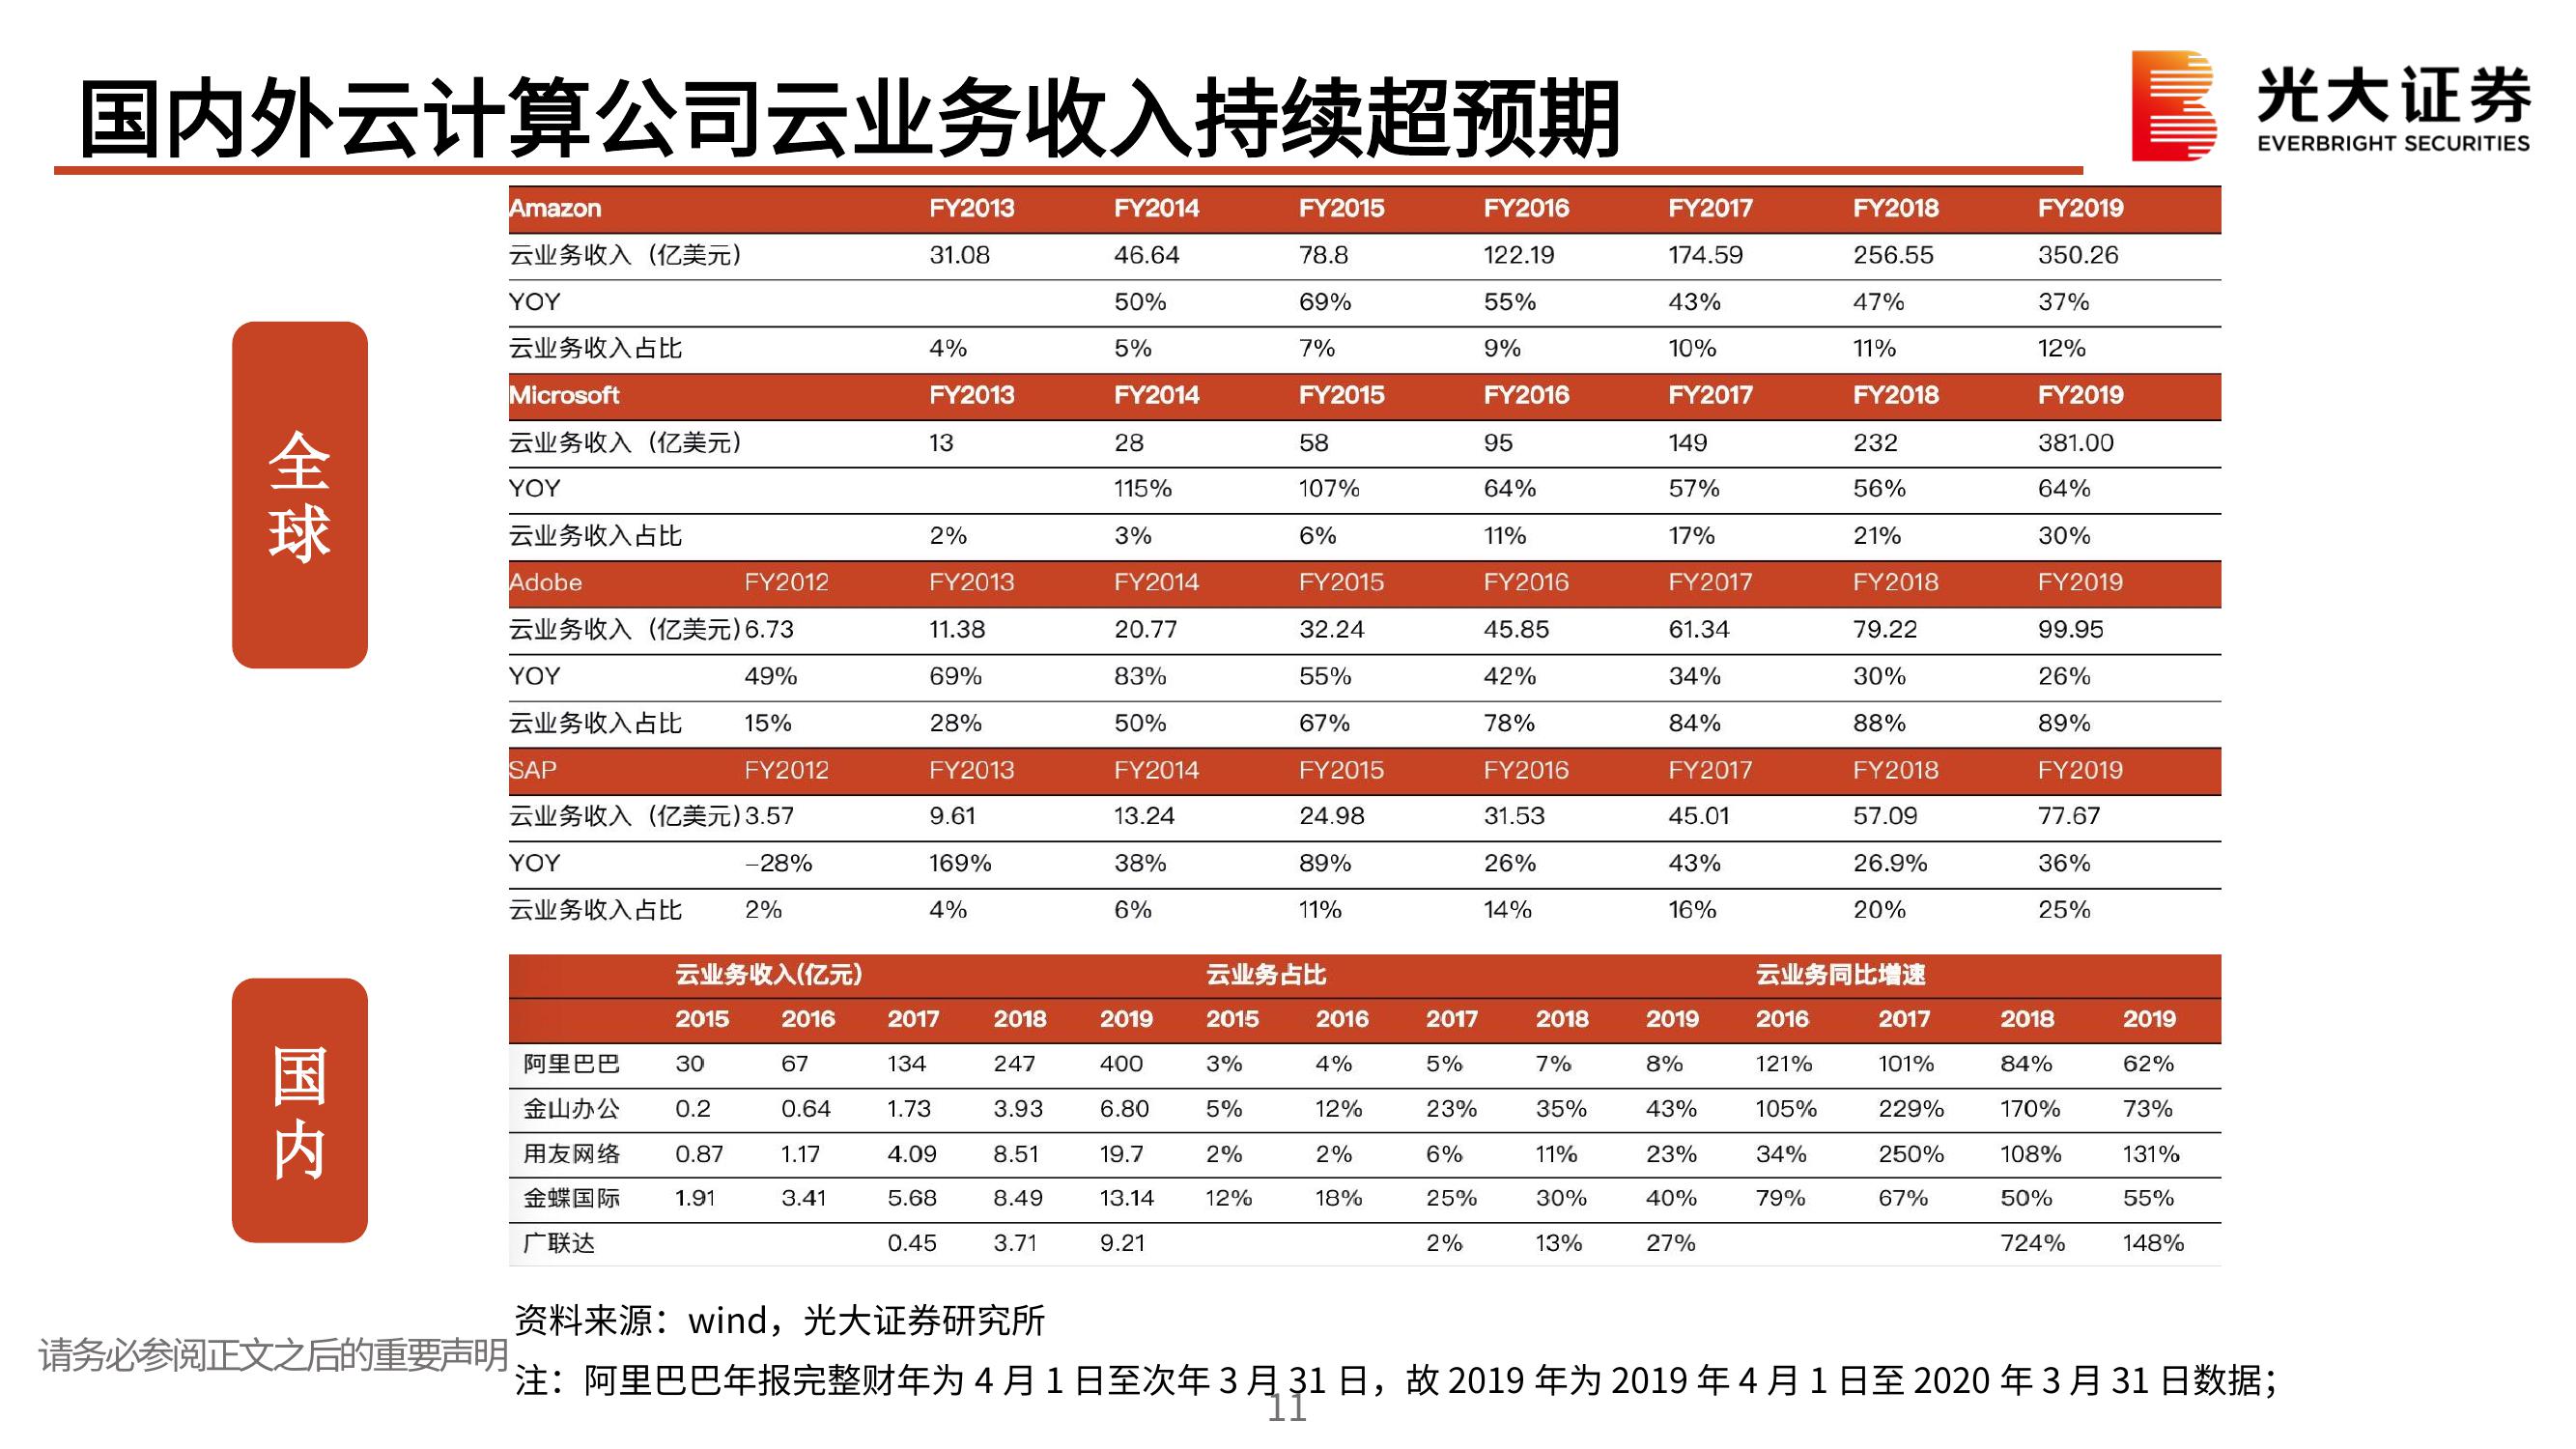 国内外云计算公司云业务收入持续超预期
光大证券
EVERBRIGHT SECURITIES
全球
Amazon FY2013 FY2014 FY2015 FY2016 FY2017 FY2018 FY2019
云业务收入（亿美元） 31.08 46.64 78.8 122.19 174.59 256.55 350.26
YOY 50% 69% 55% 43% 47% 37%
云业务收入占比 4% 5% 7% 9% 10% 11% 12%
Microsoft FY2013 FY2014 FY2015 FY2016 FY2017 FY2018 FY2019
云业务收入（亿美元） 13 28 58 95 149 232 381.00
YOY 115% 107% 64% 57% 56% 64%
云业务收入占比 2% 3% 6% 11% 17% 21% 30%
Adobe FY2012 FY2013 FY2014 FY2015 FY2016 FY2017 FY2018 FY2019
云业务收入（亿美元） 6.73 11.38 20.77 32.24 45.85 61.34 79.22 99.95
YOY 49% 69% 83% 55% 42% 34% 30% 26%
云业务收入占比 15% 28% 50% 67% 78% 84% 88% 89%
SAP FY2012 FY2013 FY2014 FY2015 FY2016 FY2017 FY2018 FY2019
云业务收入（亿美元） 3.57 9.61 13.24 24.98 31.53 45.01 57.09 77.67
YOY –28% 169% 38% 89% 26% 43% 26.9% 36%
云业务收入占比 2% 4% 6% 11% 14% 16% 20% 25%
国内
云业务收入(亿元) 云业务占比 云业务同比增速
2015 2016 2017 2018 2019 2015 2016 2017 2018 2019 2016 2017 2018 2019
阿里巴巴 30 67 134 247 400 3% 4% 5% 7% 8% 121% 101% 84% 62%
金山办公 0.2 0.64 1.73 3.93 6.80 5% 12% 23% 35% 43% 105% 229% 170% 73%
用友网络 0.87 1.17 4.09 8.51 19.7 2% 2% 6% 11% 23% 34% 250% 108% 131%
金蝶国际 1.91 3.41 5.68 8.49 13.14 12% 18% 25% 30% 40% 79% 67% 50% 55%
广联达 0.45 3.71 9.21 2% 13% 27% 724% 148%
资料来源：wind，光大证券研究所
请务必参阅正文之后的重要声明
注：阿里巴巴年报完整财年为 4 月 1 日至次年 3 月 31 日，故 2019 年为 2019 年 4 月 1 日至 2020 年 3 月 31 日数据；
11